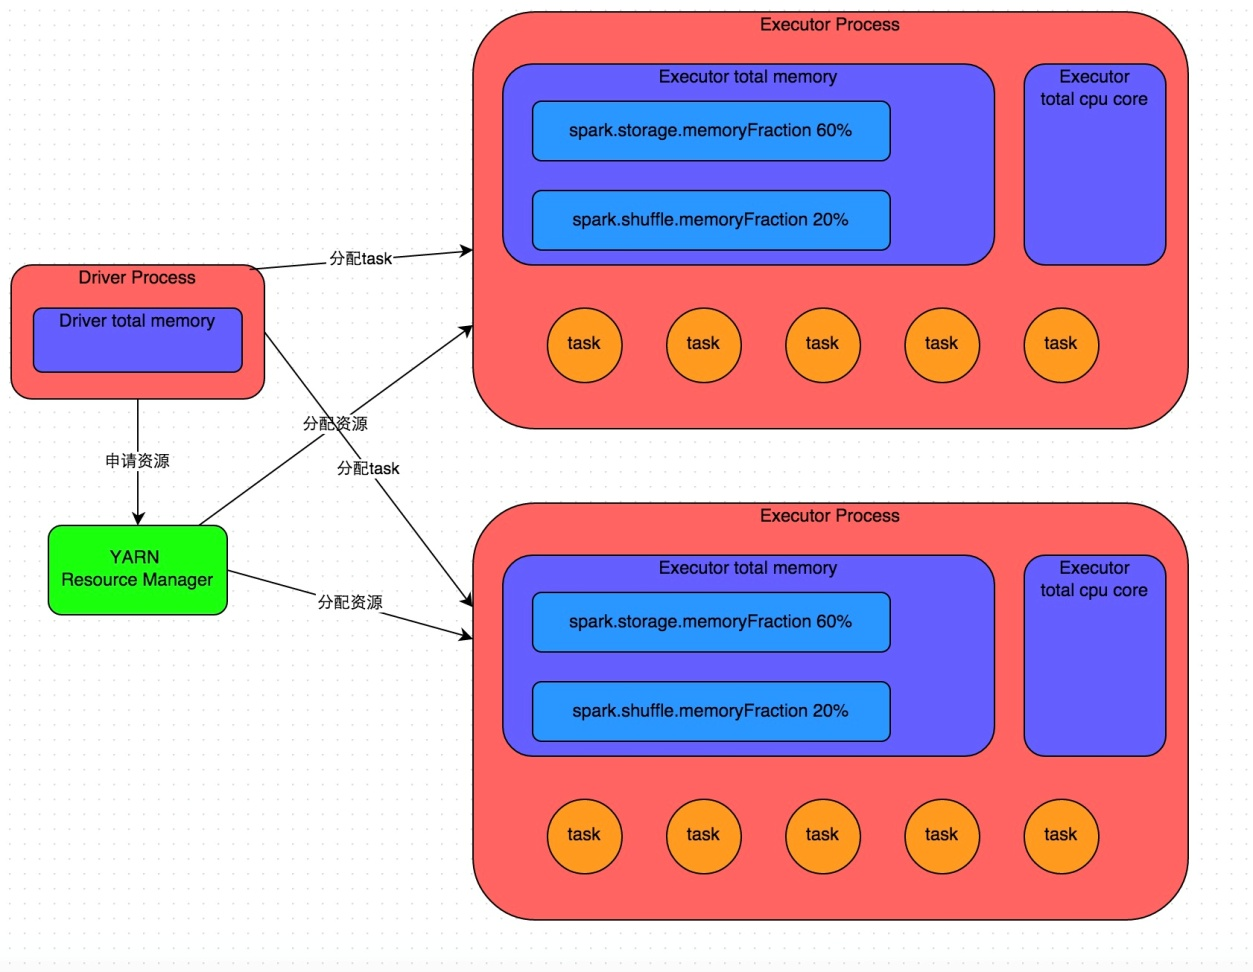 Executor Process
Executor total memory
spark.storage.memoryFraction 60%
spark.shuffle.memoryFraction 20%
Executor
total cpu core
task
task
task
task
task
分配task
Driver Process
Driver total memory
分配资源
分配task
申请资源
YARN
Resource Manager
分配资源
Executor Process
Executor total memory
spark.storage.memoryFraction 60%
spark.shuffle.memoryFraction 20%
Executor
total cpu core
task
task
task
task
task